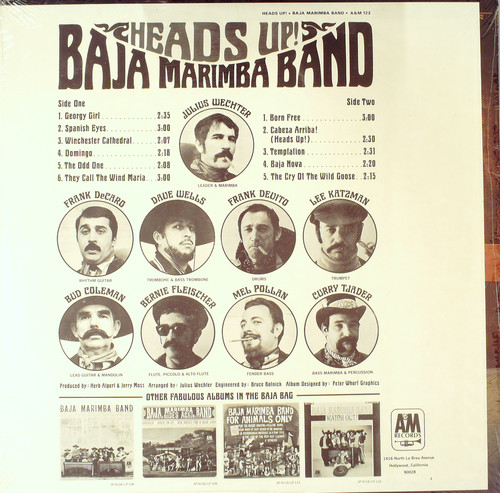 HEADS UP! • BAJA MARIMBA BAND • A&M 123
HEADS UP!
BAJA MARIMBA BAND
Side One
1. Georgy Girl 2:35
2. Spanish Eyes 3:00
3. Winchester Cathedral 2:07
4. Domingo 2:18
5. The Odd One 2:08
6. They Call The Wind Maria 3:00
JULIUS WECHTER
LEADER & MARIMBA
Side Two
1. Born Free 3:00
2. Cabeza Arriba!
(Heads Up!) 2:30
3. Temptation 2:31
4. Baja Nova 2:20
5. The Cry Of The Wild Goose 2:15
FRANK DeCARO
RHYTHM GUITAR
DAVE WELLS
TROMBONE & BASS TROMBONE
FRANK DEVITO
DRUMS
LEE KATZMAN
TRUMPET
BUD COLEMAN
LEAD GUITAR & MANDOLIN
BERNIE FLEISCHER
FLUTE, PICCOLO & ALTO FLUTE
MEL POLLAN
FENDER BASS
CURRY TJADER
BASS MARIMBA & PERCUSSION
Produced by: Herb Alpert & Jerry Moss Arranged by: Julius Wechter Engineered by: Bruce Botnick Album Designed by: Peter Whorf Graphics
OTHER FABULOUS ALBUMS IN THE BAJA BAG
BAJA MARIMBA BAND
BAJA MARIMBA BAND
BAJA MARIMBA BAND
FOR ANIMALS ONLY
A&M
RECORDS
1416 North La Brea Avenue
Hollywood, California
90028